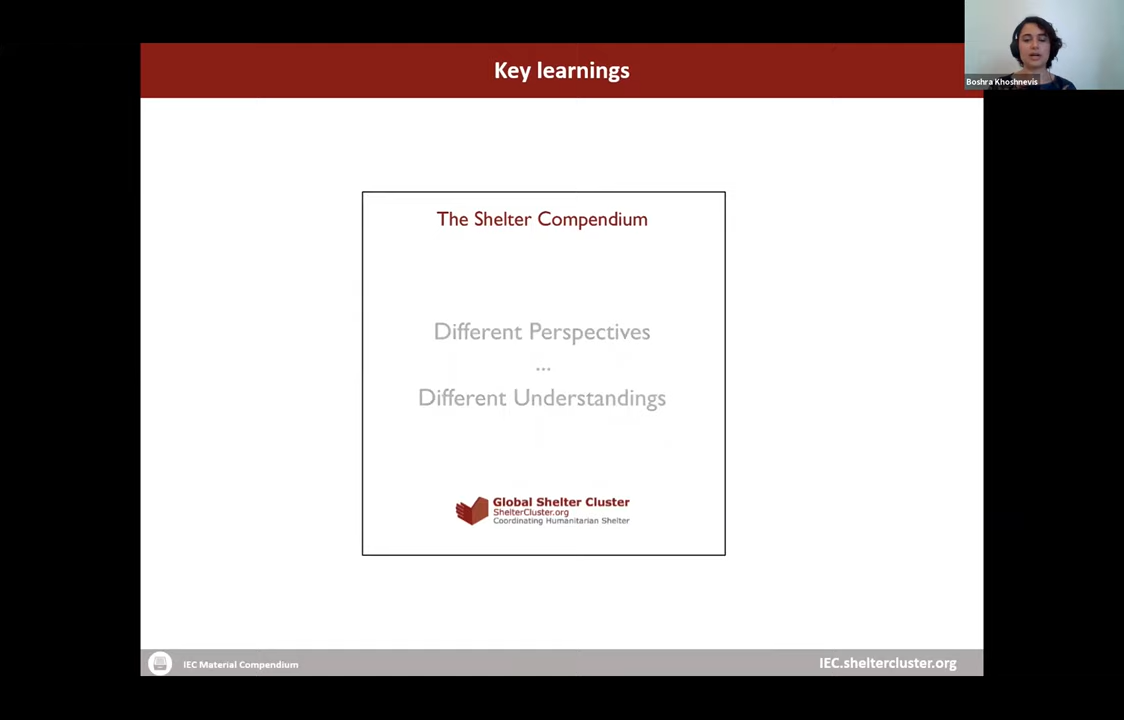 Key learnings
Boshra Khoshnevis
The Shelter Compendium
Different Perspectives
...
Different Understandings
Global Shelter Cluster
ShelterCluster.org
Coordinating Humanitarian Shelter
IEC Material Compendium
IEC.sheltercluster.org